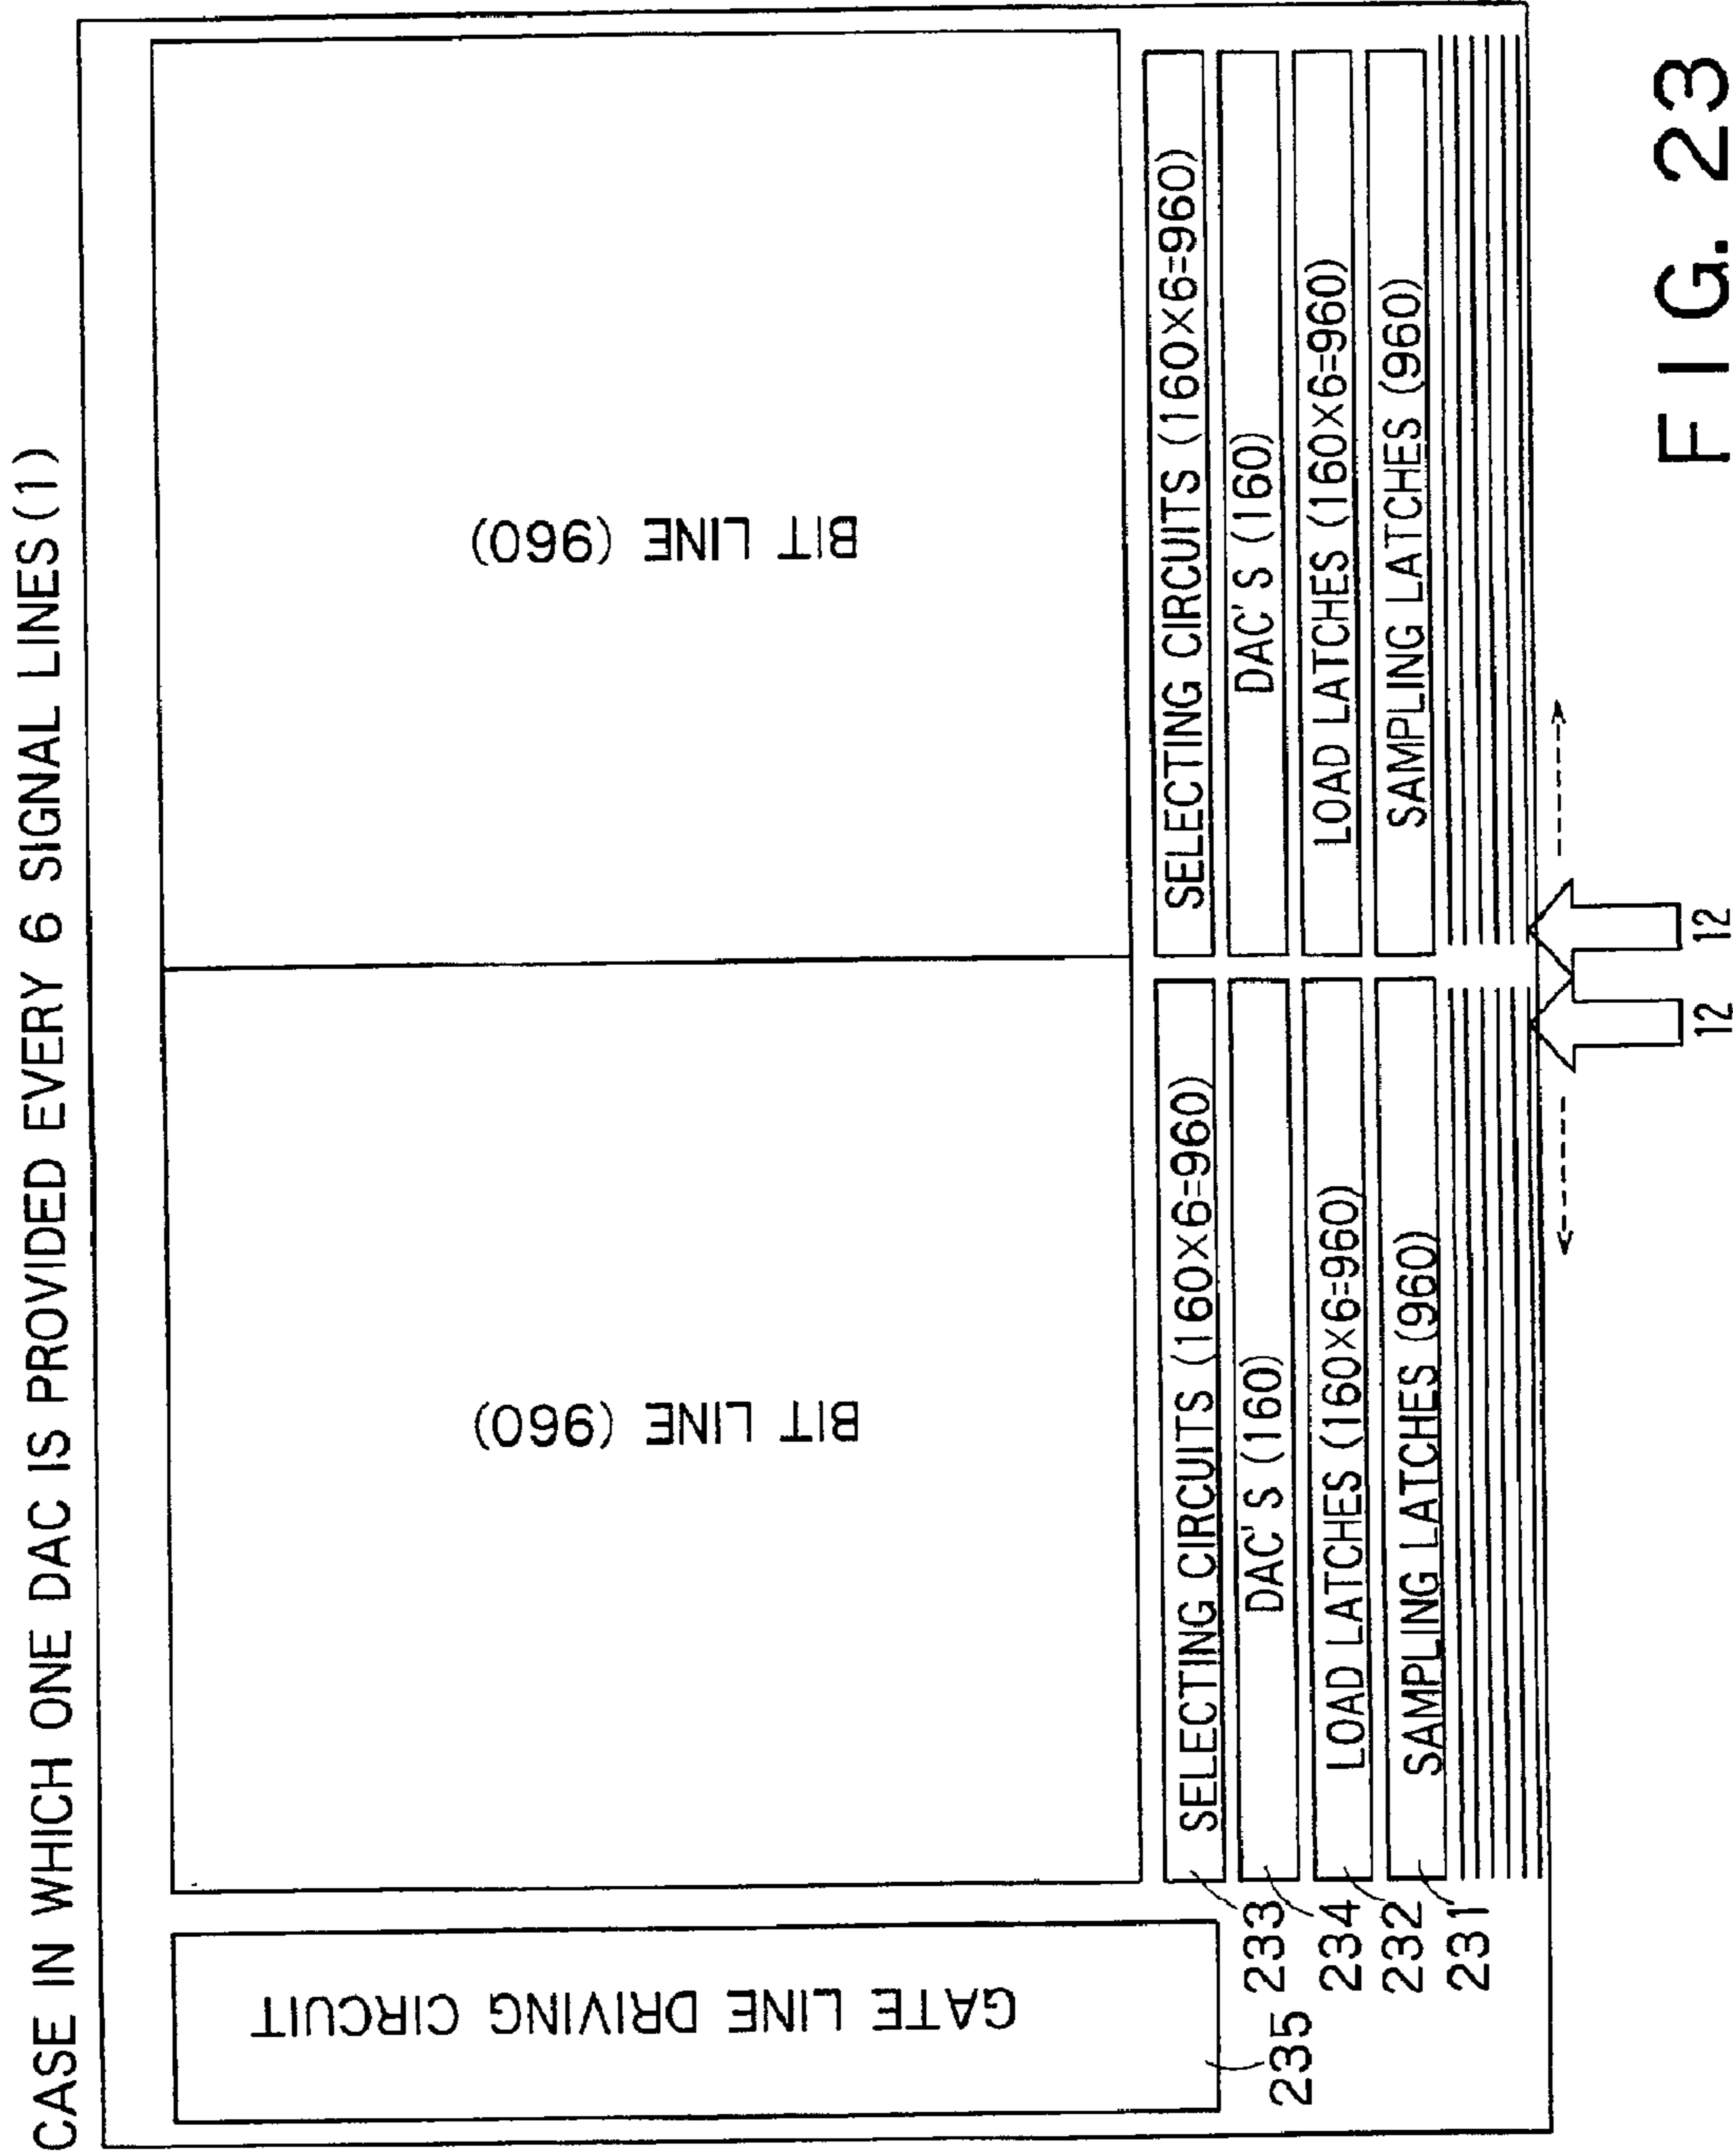 CASE IN WHICH ONE DAC IS PROVIDED EVERY 6 SIGNAL LINES (1)
GATE LINE DRIVING CIRCUIT
BIT LINE (960)
BIT LINE (960)
SELECTING CIRCUITS (160×6=960)
SELECTING CIRCUITS (160×6=960)
DAC'S (160)
DAC'S (160)
LOAD LATCHES (160×6=960)
LOAD LATCHES (160×6=960)
SAMPLING LATCHES (960)
SAMPLING LATCHES (960)
235
233
234
232
231
12
12
FIG. 23